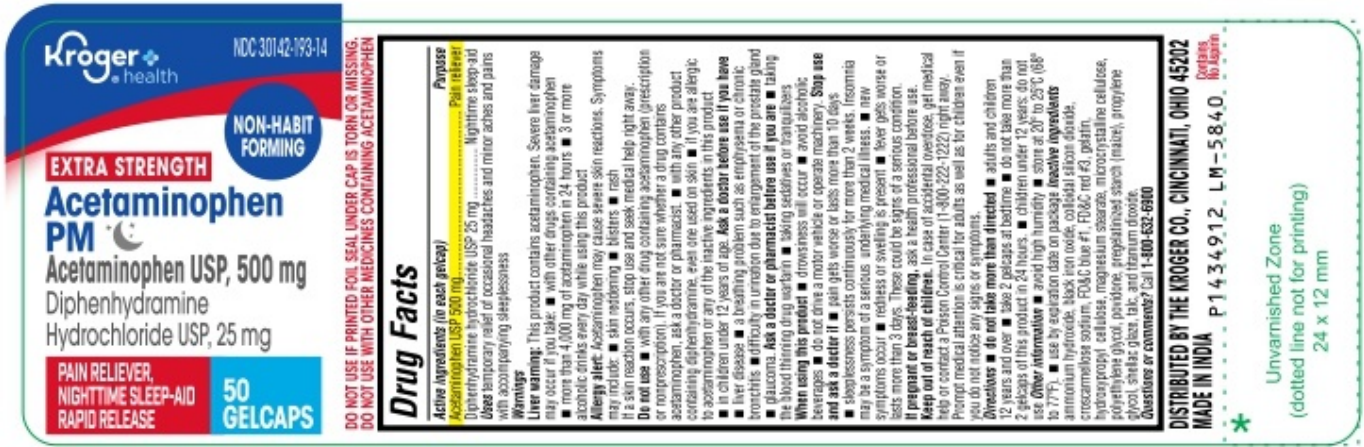 Kroger health
NDC 30142-193-14
NON-HABIT
FORMING
EXTRA STRENGTH
Acetaminophen
PM
Acetaminophen USP, 500 mg
Diphenhydramine
Hydrochloride USP, 25 mg
PAIN RELIEVER,
NIGHTTIME SLEEP-AID
RAPID RELEASE
50
GELCAPS
DO NOT USE IF PRINTED FOIL SEAL UNDER CAP IS TORN OR MISSING.
DO NOT USE WITH OTHER MEDICINES CONTAINING ACETAMINOPHEN
Drug Facts
Active ingredients (in each gelcap) Purpose
Acetaminophen USP 500 mg Pain reliever
Diphenhydramine hydrochloride USP 25 mg Nighttime sleep-aid
Uses temporary relief of occasional headaches and minor aches and pains
with accompanying sleeplessness
Warnings
Liver warning: This product contains acetaminophen. Severe liver damage
may occur if you take: ■ with other drugs containing acetaminophen
■ more than 4,000 mg of acetaminophen in 24 hours ■ 3 or more
alcoholic drinks every day while using this product
Allergy alert: Acetaminophen may cause severe skin reactions. Symptoms
may include: ■ skin reddening ■ blisters ■ rash
If a skin reaction occurs, stop use and seek medical help right away.
Do not use ■ with any other drug containing acetaminophen (prescription
or nonprescription). If you are not sure whether a drug contains
acetaminophen, ask a doctor or pharmacist. ■ with any other product
containing diphenhydramine, even one used on skin ■ if you are allergic
to acetaminophen or any of the inactive ingredients in this product
■ in children under 12 years of age. Ask a doctor before use if you have
■ liver disease ■ a breathing problem such as emphysema or chronic
bronchitis ■ difficulty in urination due to enlargement of the prostate gland
■ glaucoma. Ask a doctor or pharmacist before use if you are ■ taking
the blood thinning drug warfarin ■ taking sedatives or tranquilizers
When using this product ■ drowsiness will occur ■ avoid alcoholic
beverages ■ do not drive a motor vehicle or operate machinery. Stop use
and ask a doctor if ■ pain gets worse or lasts more than 10 days
■ sleeplessness persists continuously for more than 2 weeks. Insomnia
may be a symptom of a serious underlying medical illness. ■ new
symptoms occur ■ redness or swelling is present ■ fever gets worse or
lasts more than 3 days. These could be signs of a serious condition.
If pregnant or breast-feeding, ask a health professional before use.
Keep out of reach of children. In case of accidental overdose, get medical
help or contact a Poison Control Center (1-800-222-1222) right away.
Prompt medical attention is critical for adults as well as for children even if
you do not notice any signs or symptoms.
Directions ■ do not take more than directed ■ adults and children
12 years and over ■ take 2 gelcaps at bedtime ■ do not take more than
2 gelcaps of this product in 24 hours. ■ children under 12 years: do not
use Other information ■ avoid high humidity ■ store at 20° to 25°C (68°
to 77°F). ■ use by expiration date on package Inactive ingredients
ammonium hydroxide, black iron oxide, colloidal silicon dioxide,
croscarmellose sodium, FD&C blue #1, FD&C red #3, gelatin,
hydroxypropyl cellulose, magnesium stearate, microcrystalline cellulose,
polyethylene glycol, povidone, pregelatinized starch (maize), propylene
glycol, shellac glaze, talc, and titanium dioxide.
Questions or comments? Call 1-800-632-6900
DISTRIBUTED BY THE KROGER CO., CINCINNATI, OHIO 45202
MADE IN INDIA P1434912 LM-5840 Contains No Aspirin
*
Unvarnished Zone
(dotted line not for printing)
24 x 12 mm